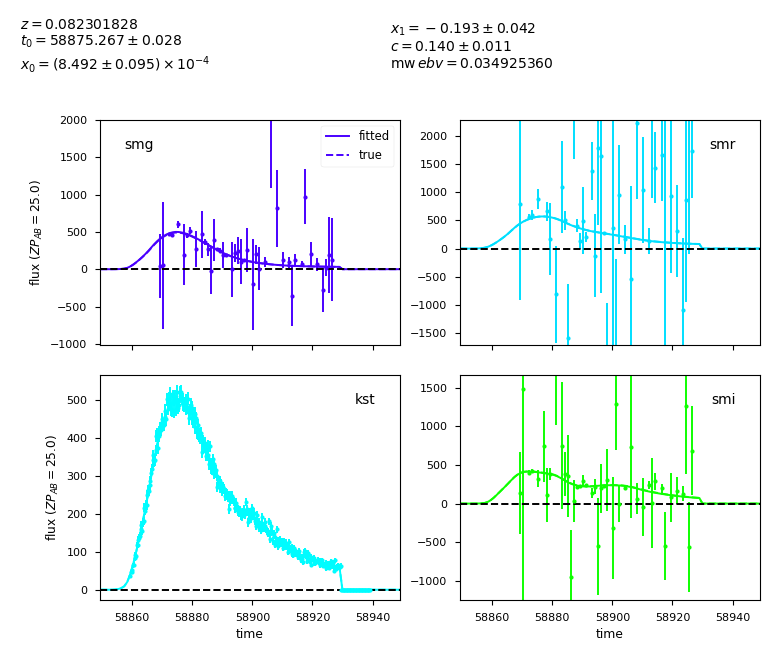 z = 0.082301828
t₀ = 58875.267 ± 0.028
x₀ = (8.492 ± 0.095) × 10⁻⁴
x₁ = −0.193 ± 0.042
c = 0.140 ± 0.011
mw ebv = 0.034925360
smg
fitted
true
flux (ZP_AB = 25.0)
2000
1500
1000
500
0
−500
−1000
smr
2000
1500
1000
500
0
−500
−1000
−1500
kst
flux (ZP_AB = 25.0)
500
400
300
200
100
0
58860 58880 58900 58920 58940
time
smi
1500
1000
500
0
−500
−1000
58860 58880 58900 58920 58940
time